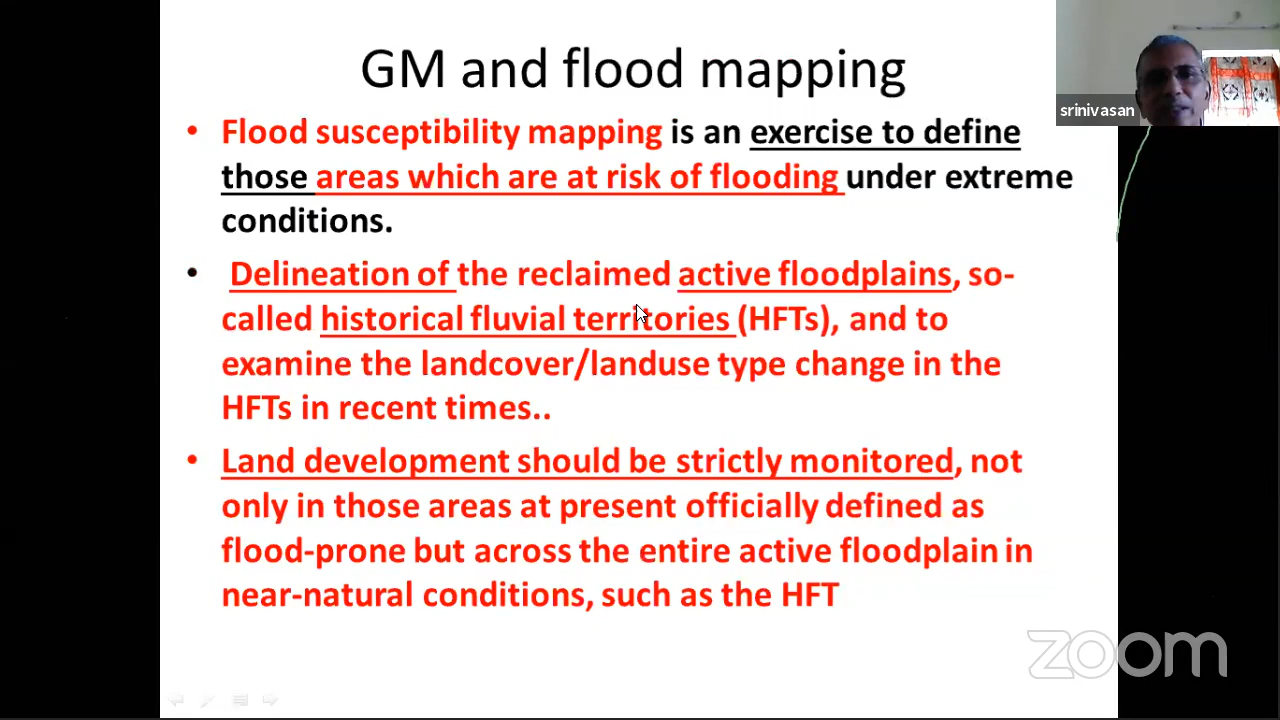 GM and flood mapping
srinivasan
• Flood susceptibility mapping is an exercise to define
those areas which are at risk of flooding under extreme
conditions.
• Delineation of the reclaimed active floodplains, so-
called historical fluvial territories (HFTs), and to
examine the landcover/landuse type change in the
HFTs in recent times..
• Land development should be strictly monitored, not
only in those areas at present officially defined as
flood-prone but across the entire active floodplain in
near-natural conditions, such as the HFT
zoom